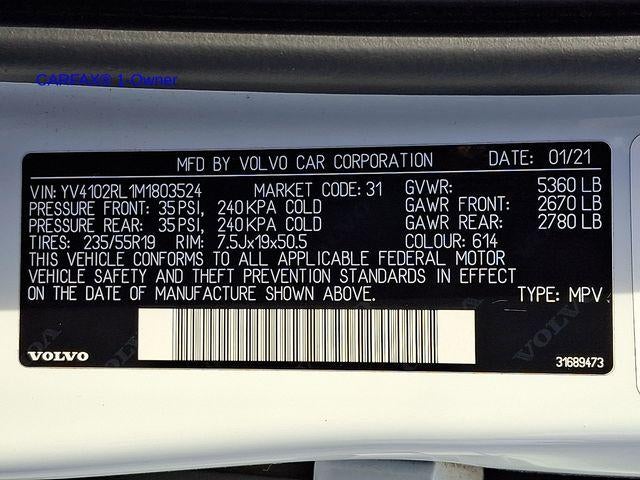 CARFAX® 1-Owner
MFD BY VOLVO CAR CORPORATION DATE: 01/21
VIN: YV4102RL1M1803524 MARKET CODE: 31 GVWR: 5360 LB
PRESSURE FRONT: 35 PSI, 240 KPA COLD GAWR FRONT: 2670 LB
PRESSURE REAR: 35 PSI, 240 KPA COLD GAWR REAR: 2780 LB
TIRES: 235/55R19 RIM: 7.5Jx19x50.5 COLOUR: 614
THIS VEHICLE CONFORMS TO ALL APPLICABLE FEDERAL MOTOR
VEHICLE SAFETY AND THEFT PREVENTION STANDARDS IN EFFECT
ON THE DATE OF MANUFACTURE SHOWN ABOVE. TYPE: MPV
VOLVO 31689473